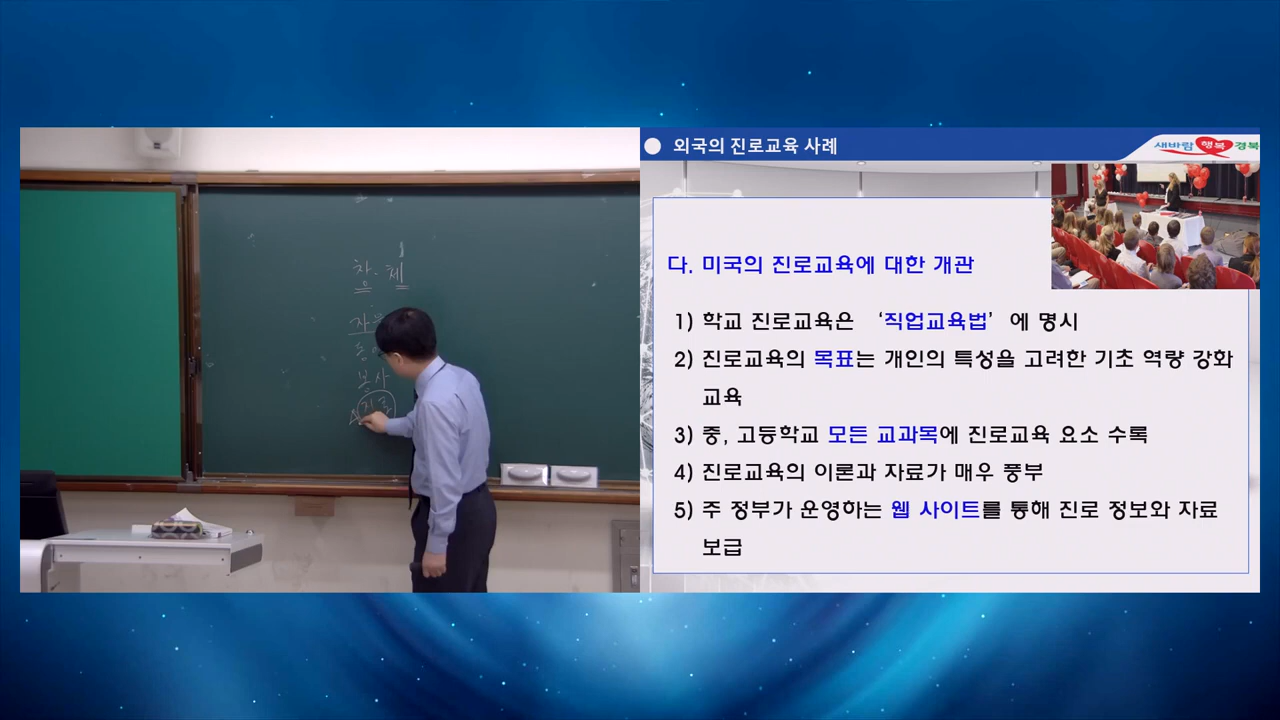 창.체
자율
봉사
진로
외국의 진로교육 사례
새바람 행복 경북
다. 미국의 진로교육에 대한 개관
1) 학교 진로교육은 ‘직업교육법’에 명시
2) 진로교육의 목표는 개인의 특성을 고려한 기초 역량 강화
교육
3) 중, 고등학교 모든 교과목에 진로교육 요소 수록
4) 진로교육의 이론과 자료가 매우 풍부
5) 주 정부가 운영하는 웹 사이트를 통해 진로 정보와 자료
보급